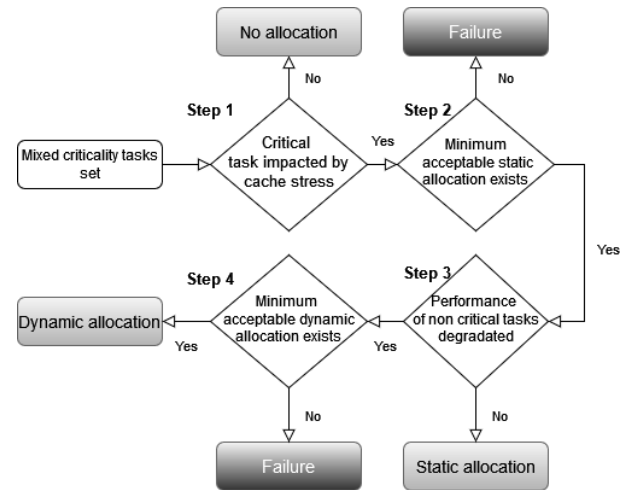 No allocation
Failure
No
No
Step 1
Step 2
Mixed criticality tasks
set
Critical
task impacted by
cache stress
Yes
Minimum
acceptable static
allocation exists
Yes
Step 4
Step 3
Dynamic allocation
Yes
Minimum
acceptable dynamic
allocation exists
Yes
Performance
of non critical tasks
degradated
No
No
Failure
Static allocation